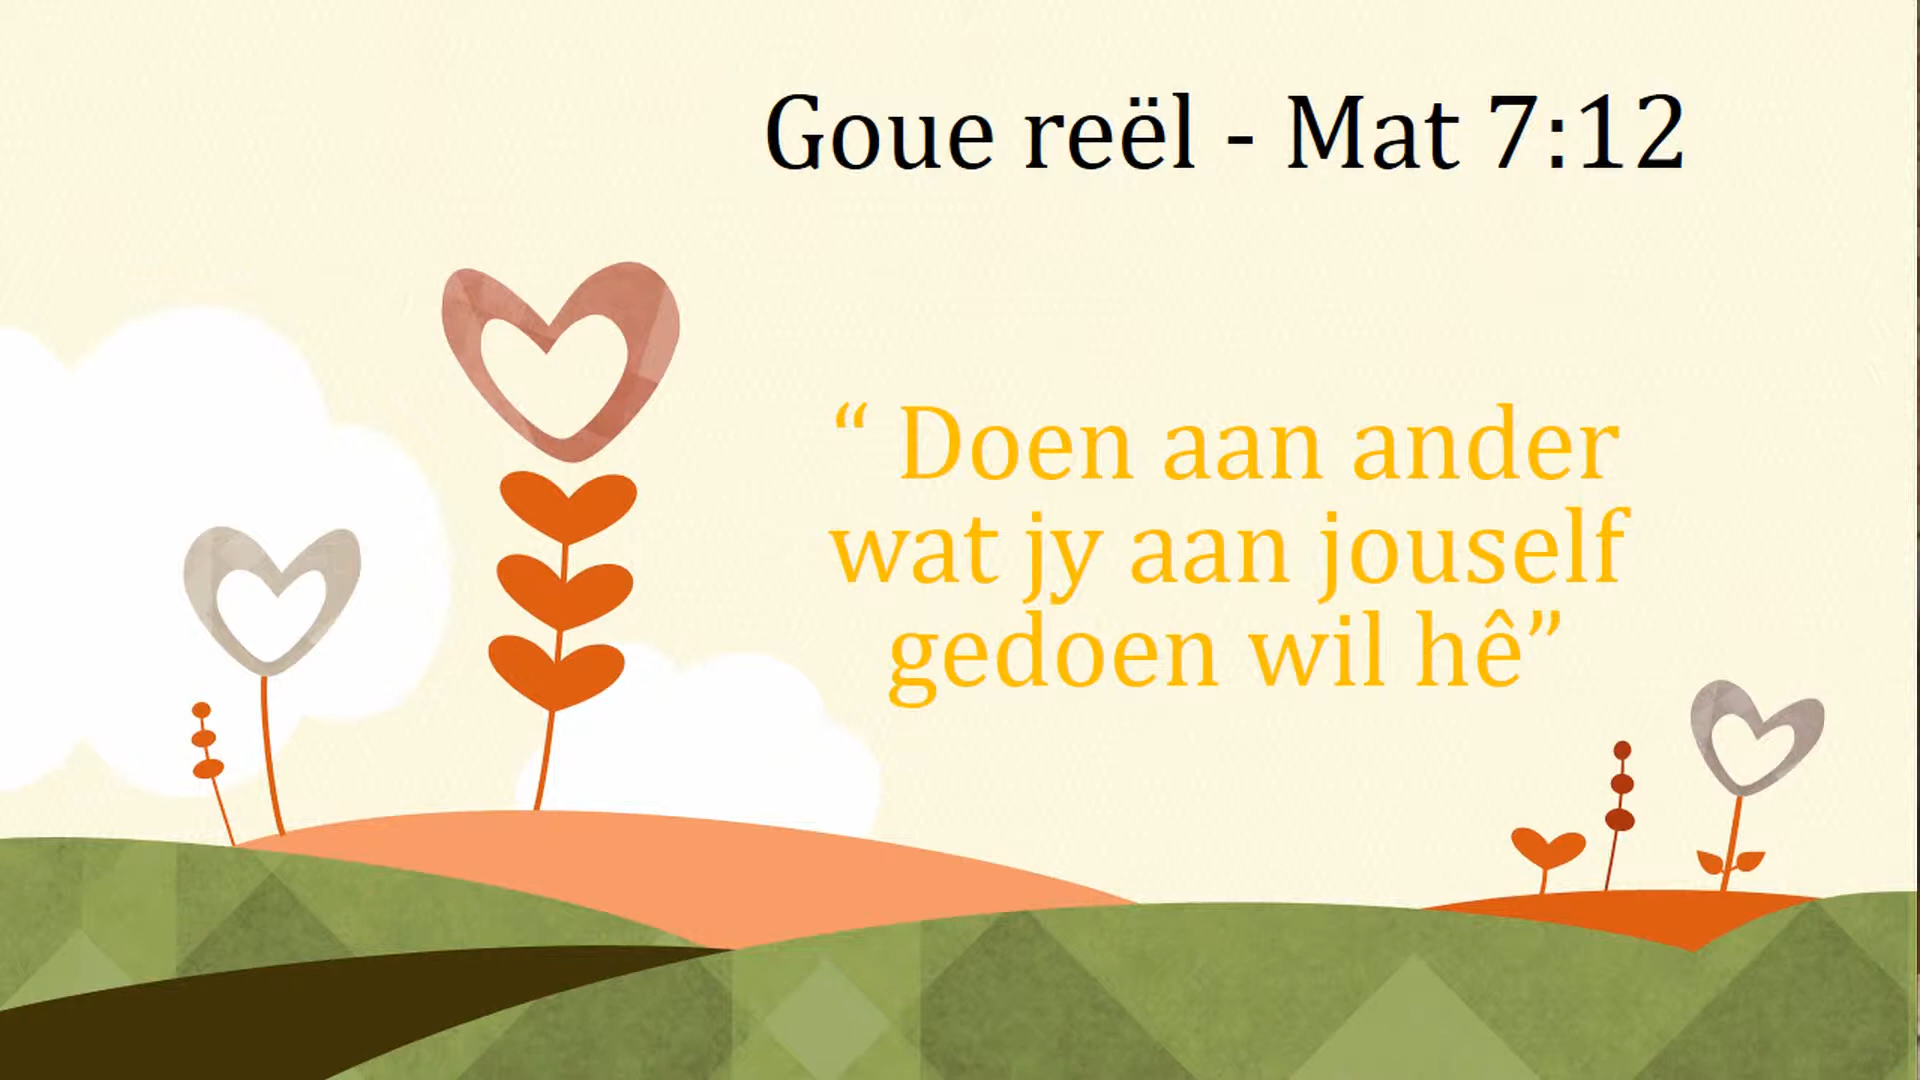 Goue reël - Mat 7:12
“ Doen aan ander
wat jy aan jouself
gedoen wil hê”